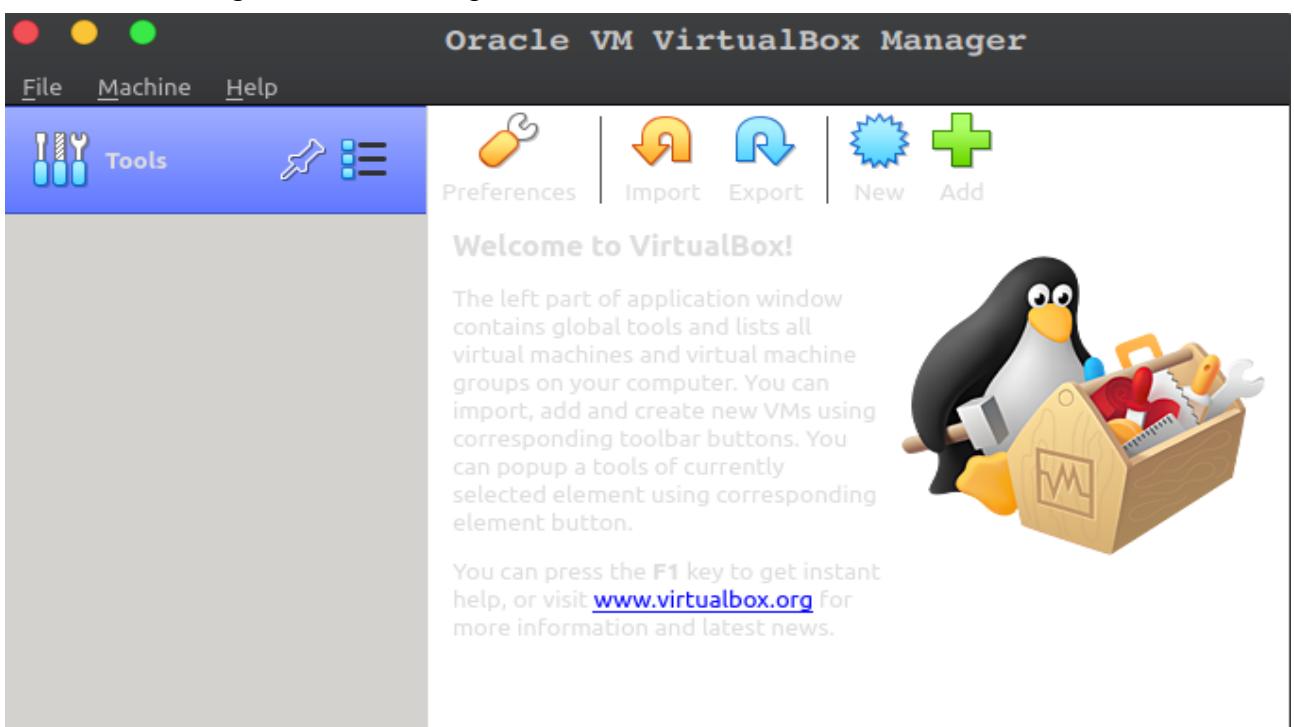 Oracle VM VirtualBox Manager
File Machine Help
Tools
Preferences Import Export New Add
Welcome to VirtualBox!
The left part of application window
contains global tools and lists all
virtual machines and virtual machine
groups on your computer. You can
import, add and create new VMs using
corresponding toolbar buttons. You
can popup a tools of currently
selected element using corresponding
element button.
You can press the F1 key to get instant
help, or visit www.virtualbox.org for
more information and latest news.